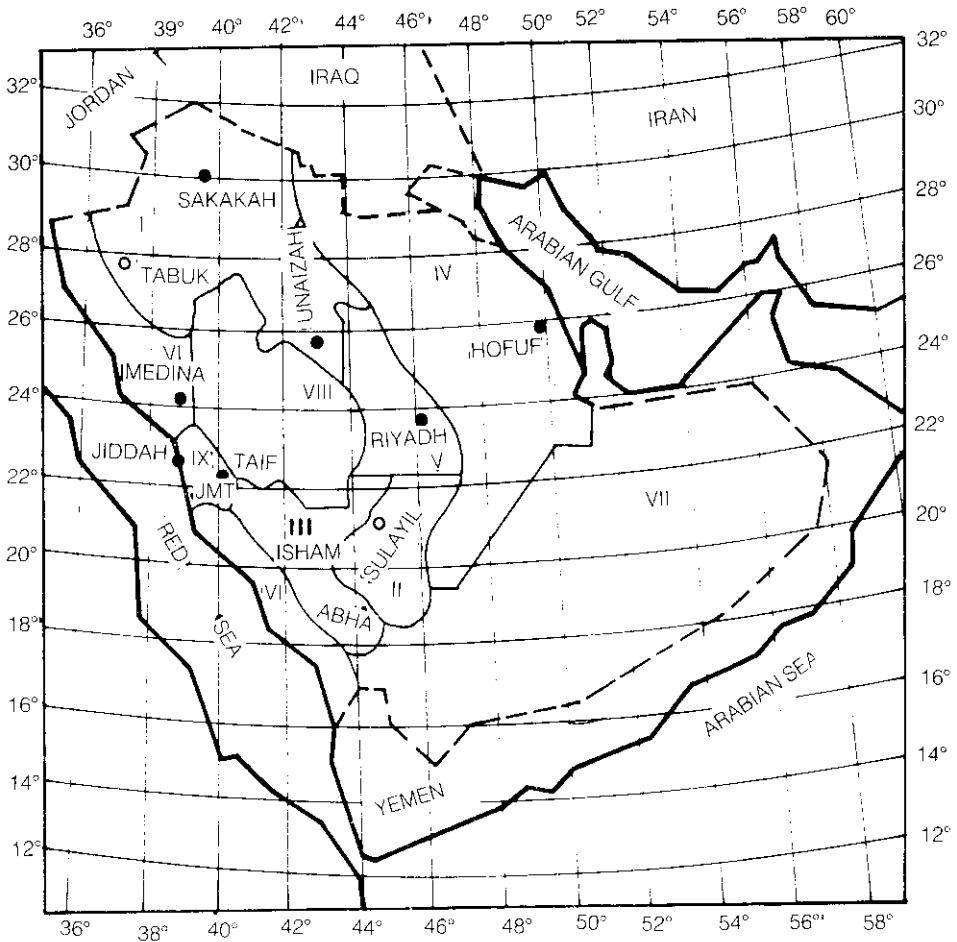 36° 39° 40° 42° 44° 46° 48° 50° 52° 54° 56° 58° 60°
32° 32°
30° 30°
28° 28°
26° 26°
24° 24°
22° 22°
20° 20°
18° 18°
16° 16°
14° 14°
12° 12°
36° 38° 40° 42° 44° 46° 48° 50° 52° 54° 56° 58°
JORDAN
IRAQ
IRAN
SAKAKAH
ARABIAN GULF
UNAIZAH
IV
TABUK
HOFUF
VI
MEDINA
VIII
RIYADH
V
JIDDAH
IX
TAIF
JMT
VII
III
ISHAM
SULAYIL
II
RED SEA
VI
ABHA
ARABIAN SEA
YEMEN